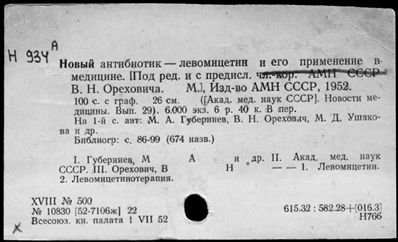 Н 934 А
Новый антибиотик — левомицетин и его применение в
медицине. [Под ред. и с предисл. чл.-кор. АМН СССР
В. Н. Ореховича. М.], Изд-во АМН СССР, 1952.
100 с. с граф. 26 см. ([Акад. мед. наук СССР]. Новости ме-
дицины. Вып. 29). 6.000 экз. 6 р. 40 к. В пер.
На 1-й с. авт: М. А. Губерниев, В. Н. Орехович, М. Д. Ушако-
ва и др.
Библиогр: с. 86-99 (674 назв.)
I. Губерниев, М А и др. II. Акад. мед. наук
СССР. III. Орехович, В Н — — 1. Левомицетин.
2. Левомицетинотерапия.
XVIII № 500
№ 10830 [52-7106ж] 22
Всесоюз. кн. палата 1 VII 52
615.32 : 582.28+[016.3]
Н766
х